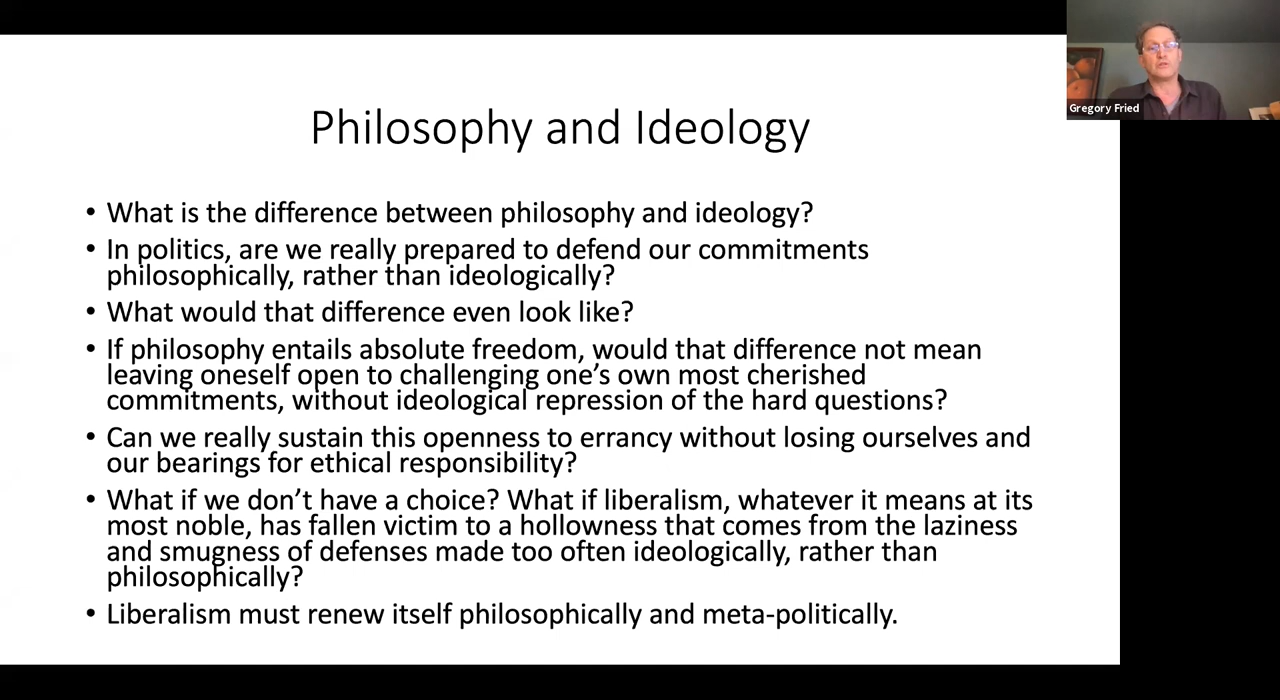 Philosophy and Ideology
• What is the difference between philosophy and ideology?
• In politics, are we really prepared to defend our commitments
philosophically, rather than ideologically?
• What would that difference even look like?
• If philosophy entails absolute freedom, would that difference not mean
leaving oneself open to challenging one’s own most cherished
commitments, without ideological repression of the hard questions?
• Can we really sustain this openness to errancy without losing ourselves and
our bearings for ethical responsibility?
• What if we don’t have a choice? What if liberalism, whatever it means at its
most noble, has fallen victim to a hollowness that comes from the laziness
and smugness of defenses made too often ideologically, rather than
philosophically?
• Liberalism must renew itself philosophically and meta-politically.
Gregory Fried